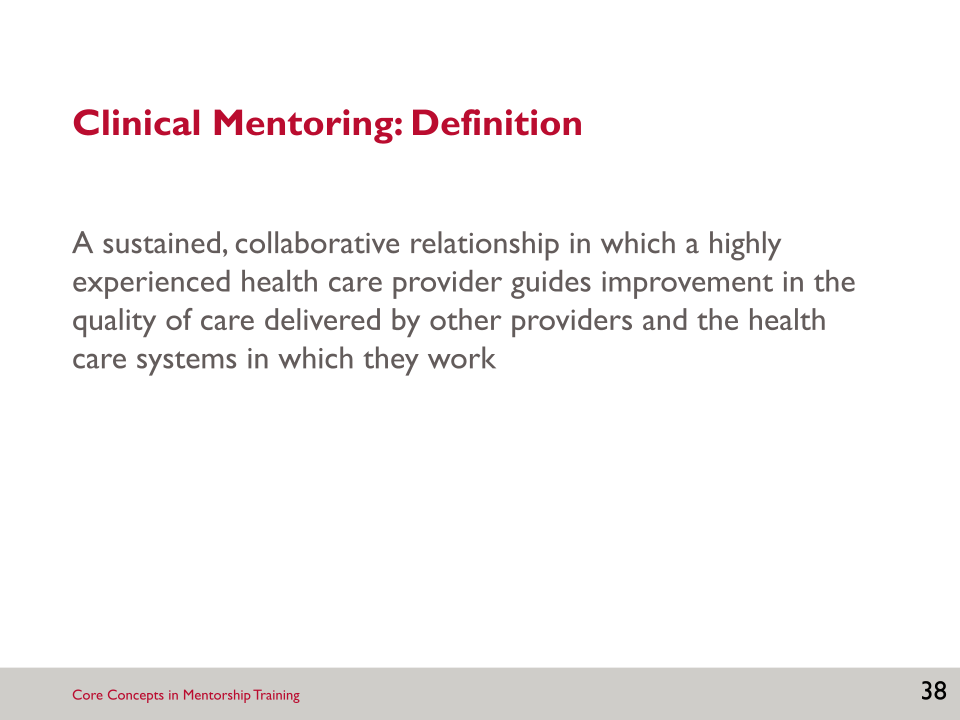 Clinical Mentoring: Definition
A sustained, collaborative relationship in which a highly
experienced health care provider guides improvement in the
quality of care delivered by other providers and the health
care systems in which they work
Core Concepts in Mentorship Training
38